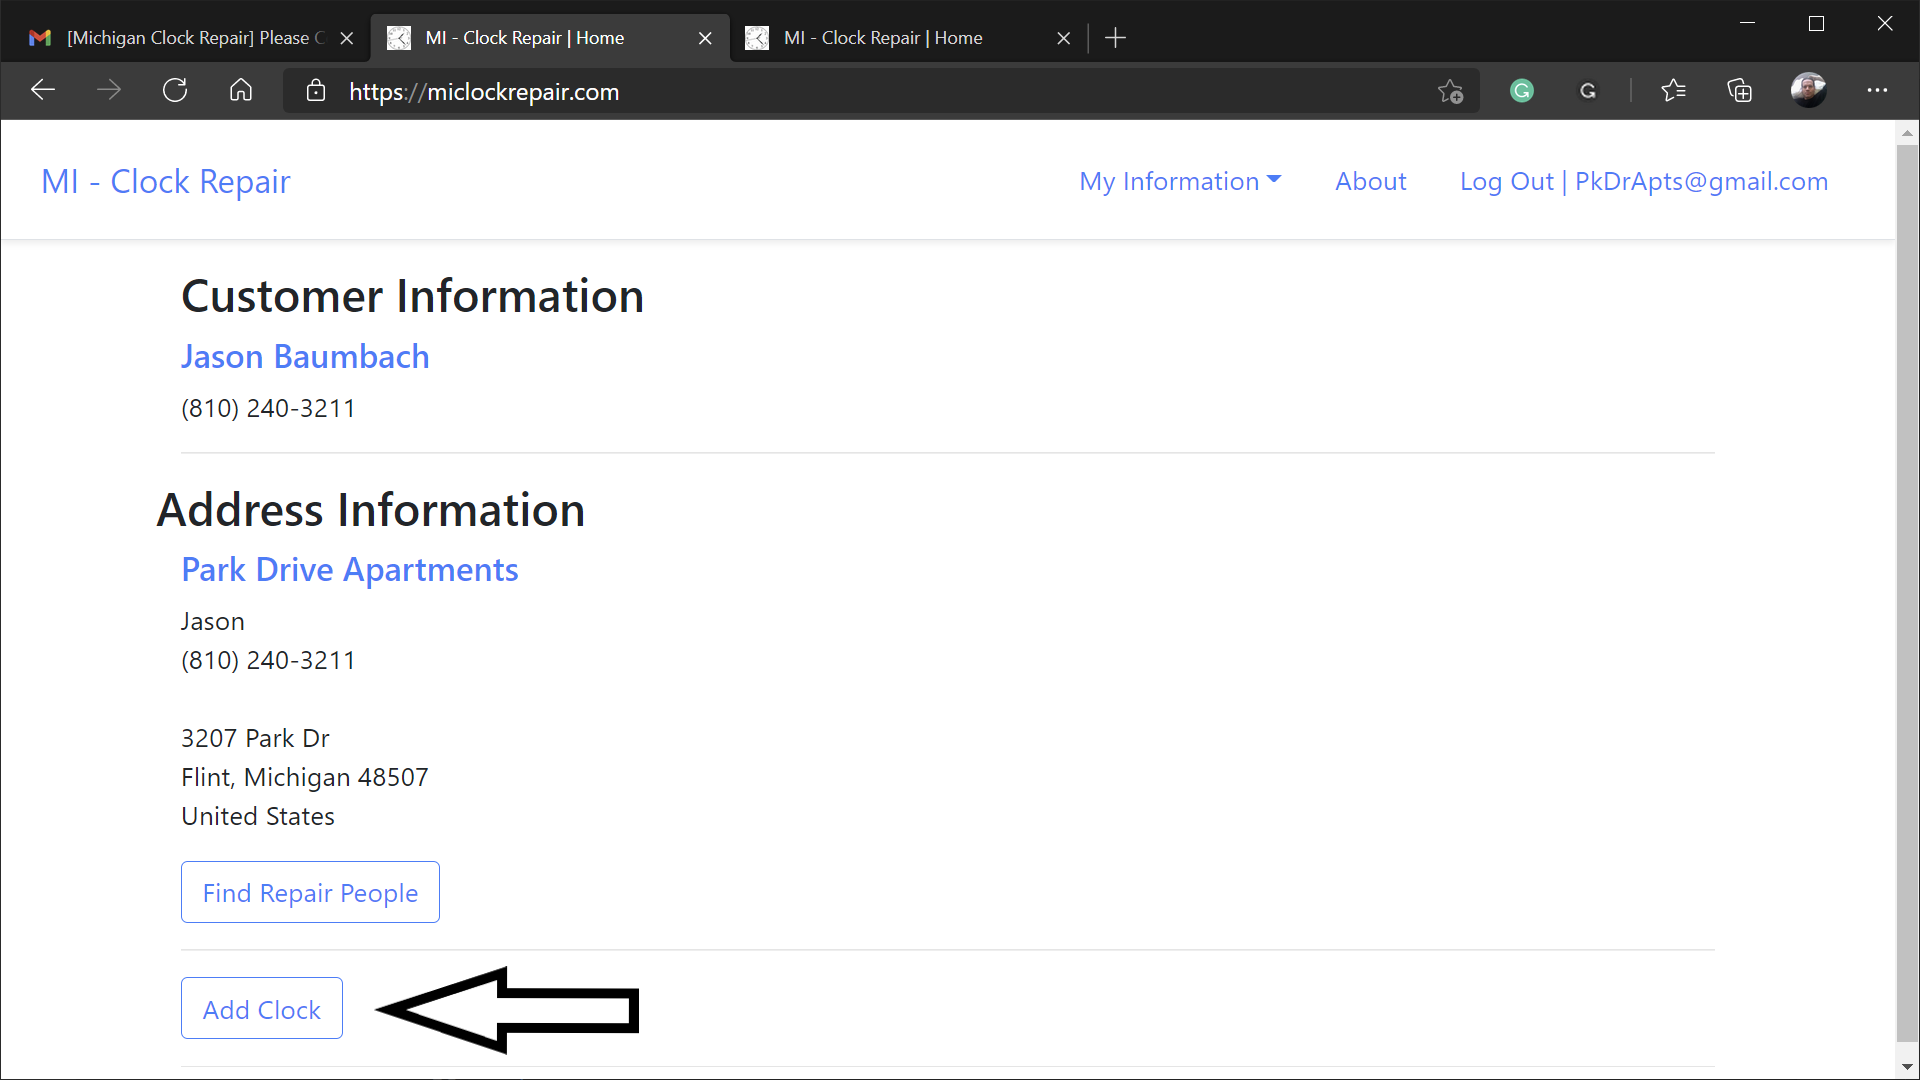 [Michigan Clock Repair] Please C
MI - Clock Repair | Home
MI - Clock Repair | Home
https://miclockrepair.com
MI - Clock Repair
My Information
About
Log Out | PkDrApts@gmail.com
Customer Information
Jason Baumbach
(810) 240-3211
Address Information
Park Drive Apartments
Jason
(810) 240-3211
3207 Park Dr
Flint, Michigan 48507
United States
Find Repair People
Add Clock